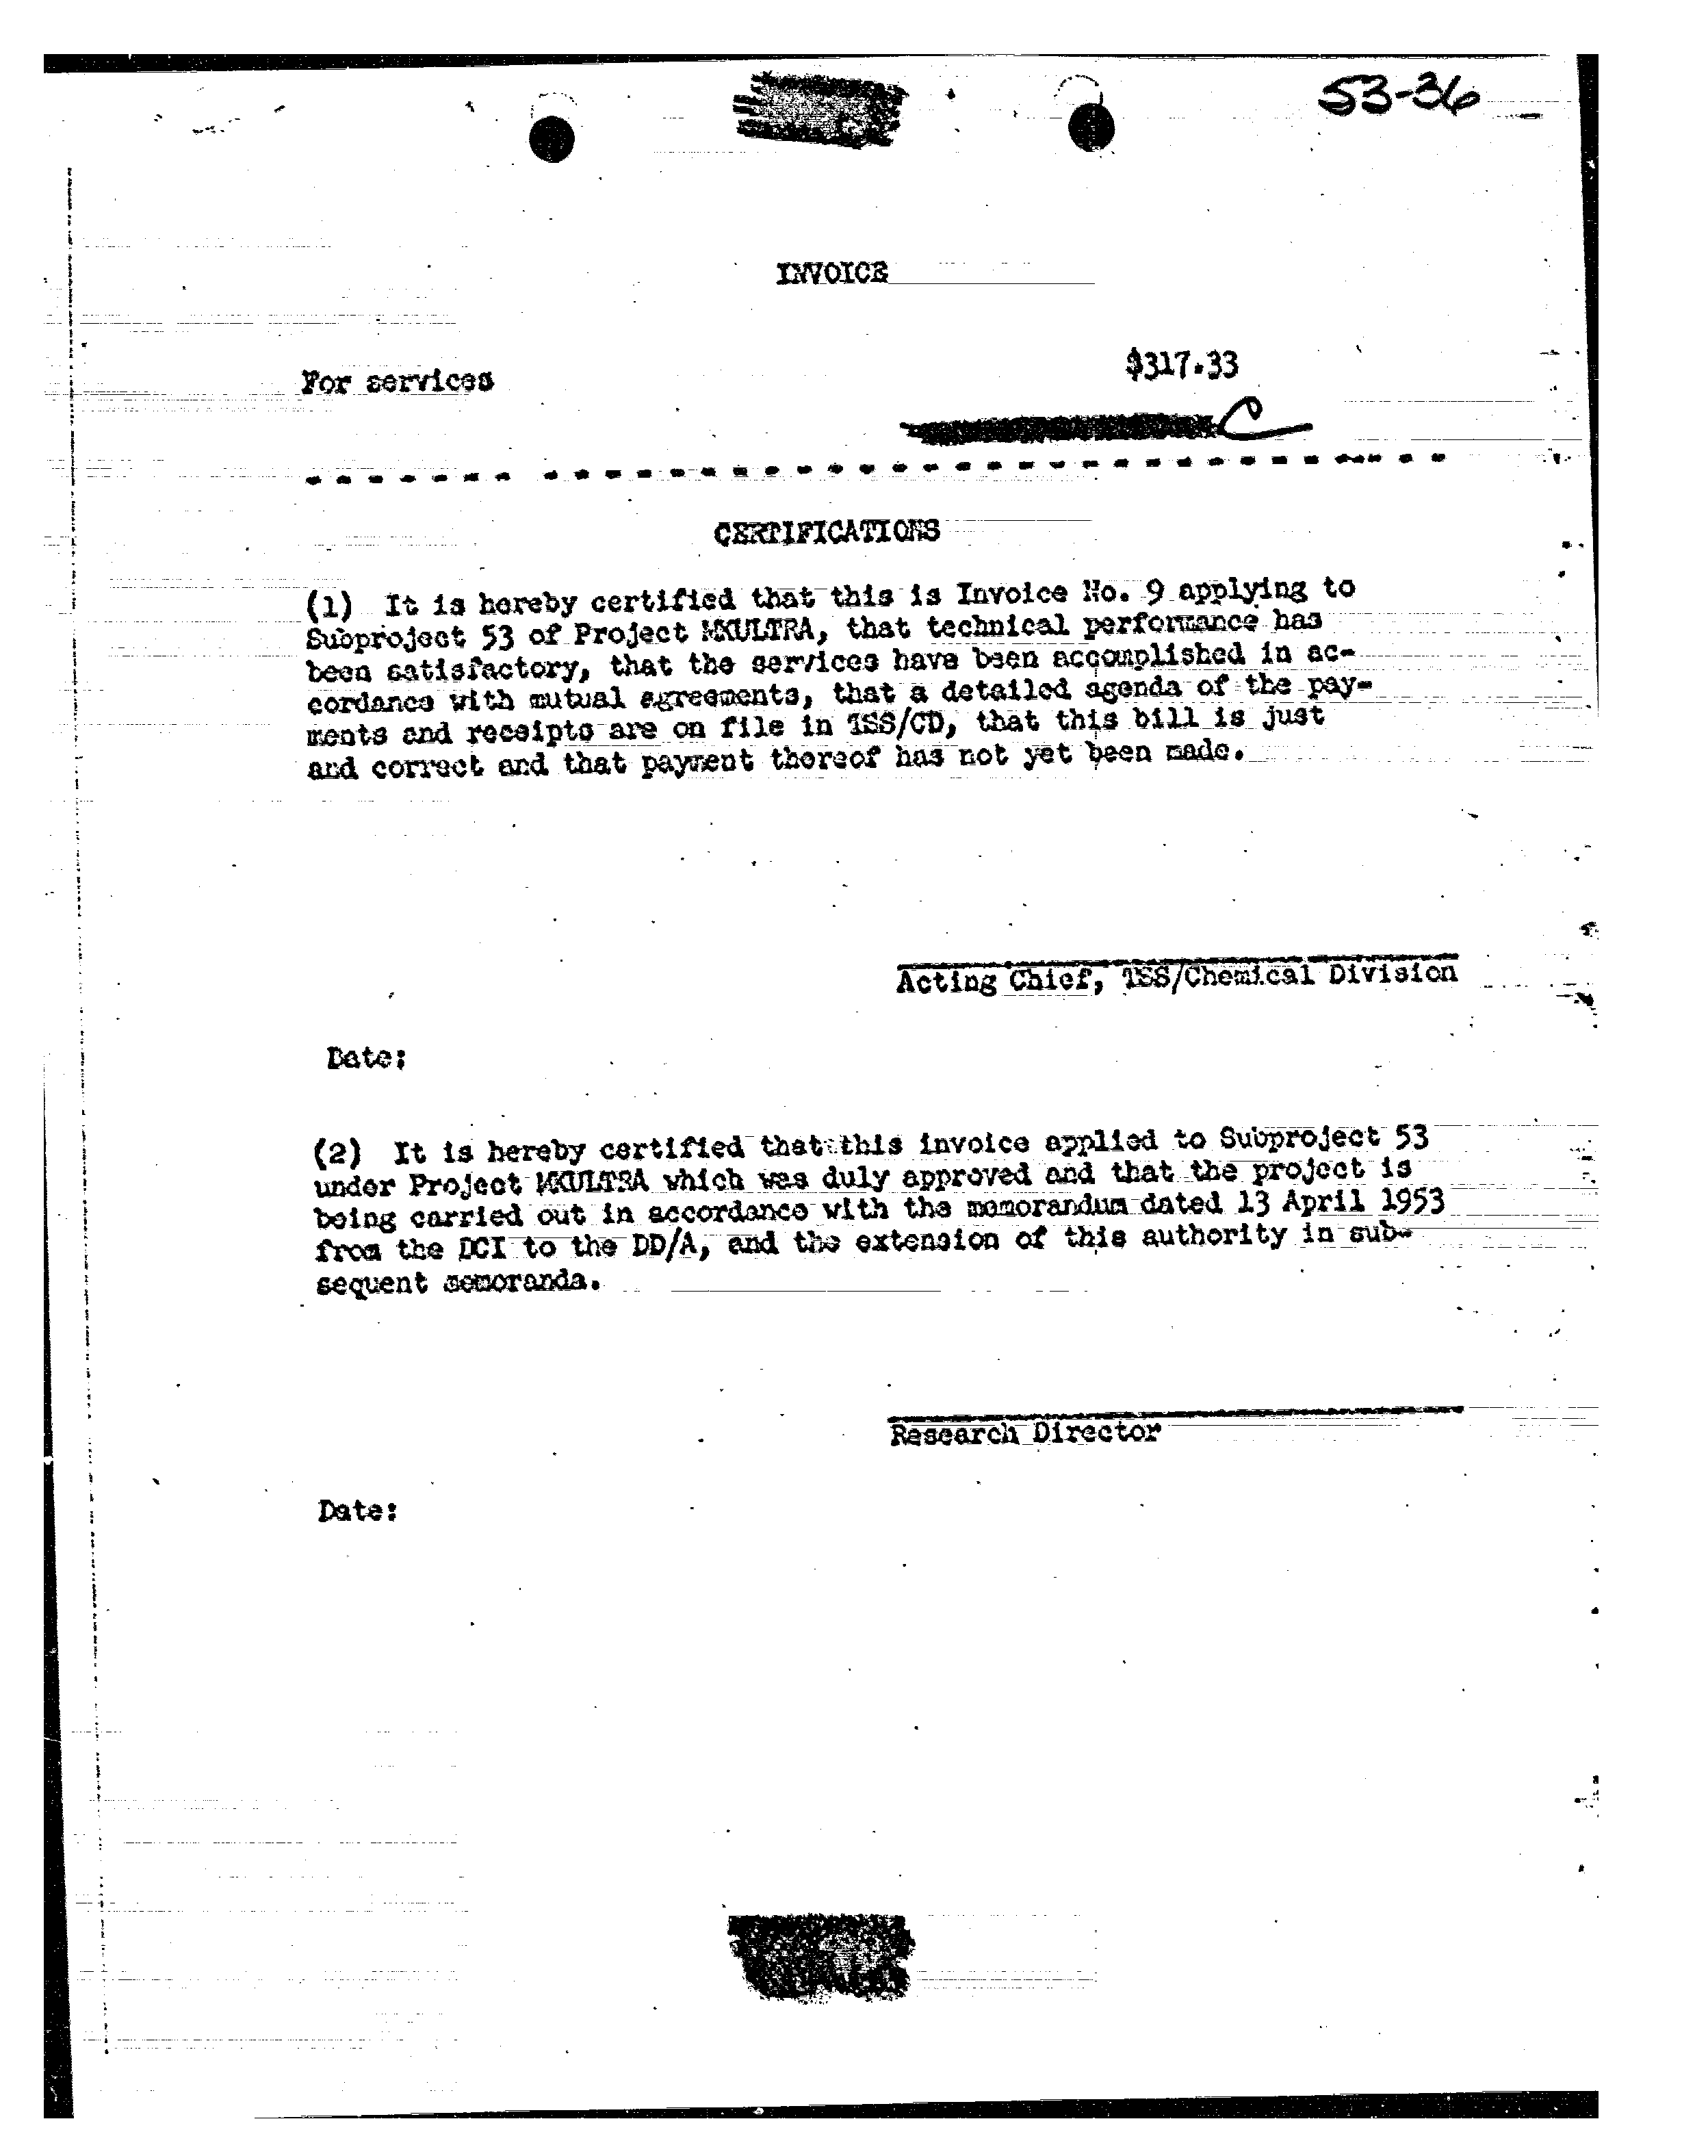 53-36
INVOICE
For services
$317.33
C
CERTIFICATIONS
(1) It is hereby certified that this is Invoice No. 9 applying to
Subproject 53 of Project MKULTRA, that technical performance has
been satisfactory, that the services have been accomplished in ac-
cordance with mutual agreements, that a detailed agenda of the pay-
ments and receipts are on file in TSS/CD, that this bill is just
and correct and that payment thereof has not yet been made.
Acting Chief, TSS/Chemical Division
Date:
(2) It is hereby certified that this invoice applied to Subproject 53
under Project MKULTRA which was duly approved and that the project is
being carried out in accordance with the memorandum dated 13 April 1953
from the DCI to the DD/A, and the extension of this authority in sub-
sequent memoranda.
Research Director
Date: